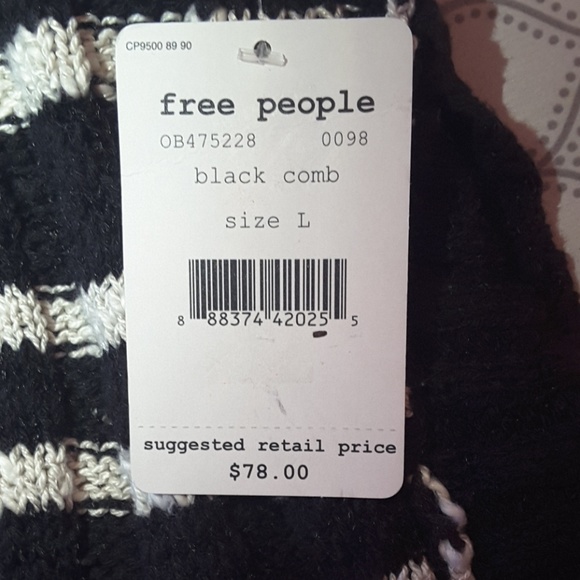 CP9500 89 90
free people
OB475228 0098
black comb
size L
8 88374 42025 5
suggested retail price
$78.00